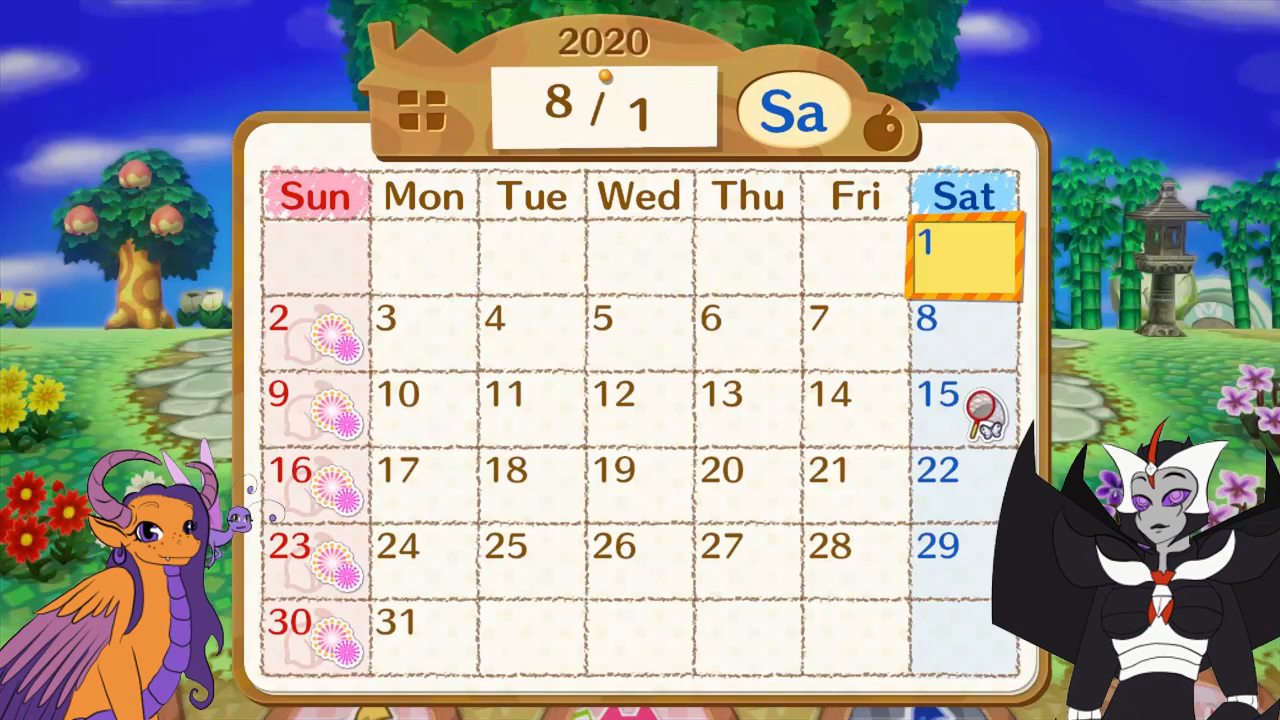 2020
8 / 1 Sa
Sun Mon Tue Wed Thu Fri Sat
1
2 3 4 5 6 7 8
9 10 11 12 13 14 15
16 17 18 19 20 21 22
23 24 25 26 27 28 29
30 31